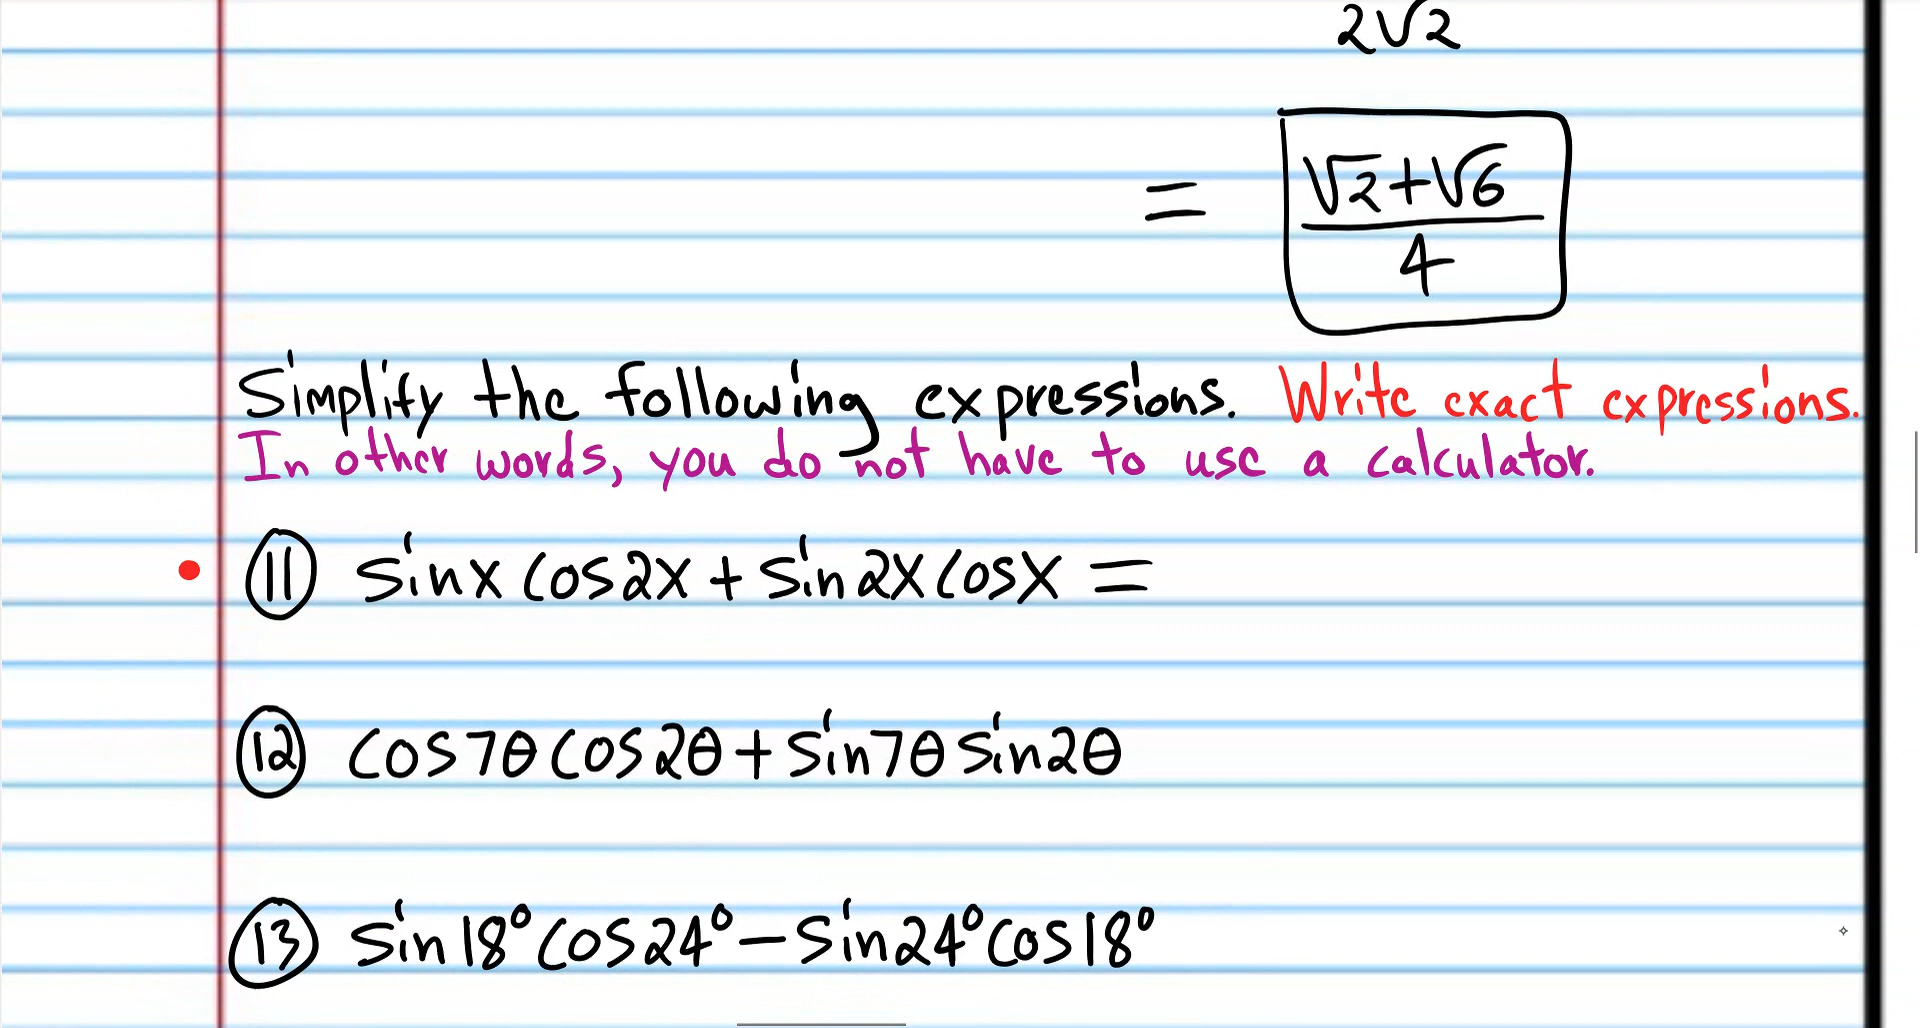 2√2
= √2+√6
4
Simplify the following expressions. Write exact expressions.
In other words, you do not have to use a calculator.
11 sinx cos2x + sin2x cosx =
12 cos7θ cos2θ + sin7θ sin2θ
13 sin18° cos24° − sin24° cos18°